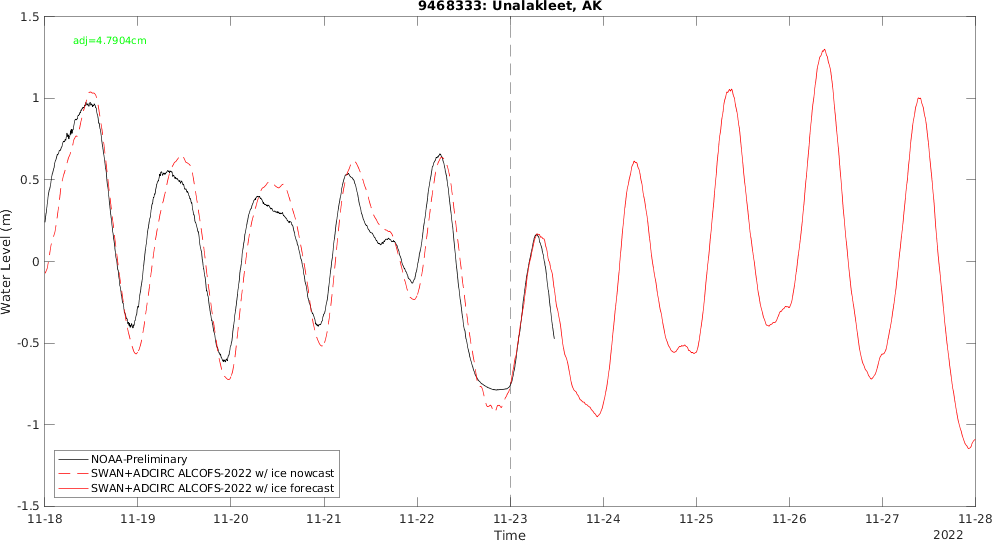 9468333: Unalakleet, AK
adj=4.7904cm
1.5
1
0.5
0
-0.5
-1
-1.5
Water Level (m)
NOAA-Preliminary
SWAN+ADCIRC ALCOFS-2022 w/ ice nowcast
SWAN+ADCIRC ALCOFS-2022 w/ ice forecast
11-18 11-19 11-20 11-21 11-22 11-23 11-24 11-25 11-26 11-27 11-28
Time
2022